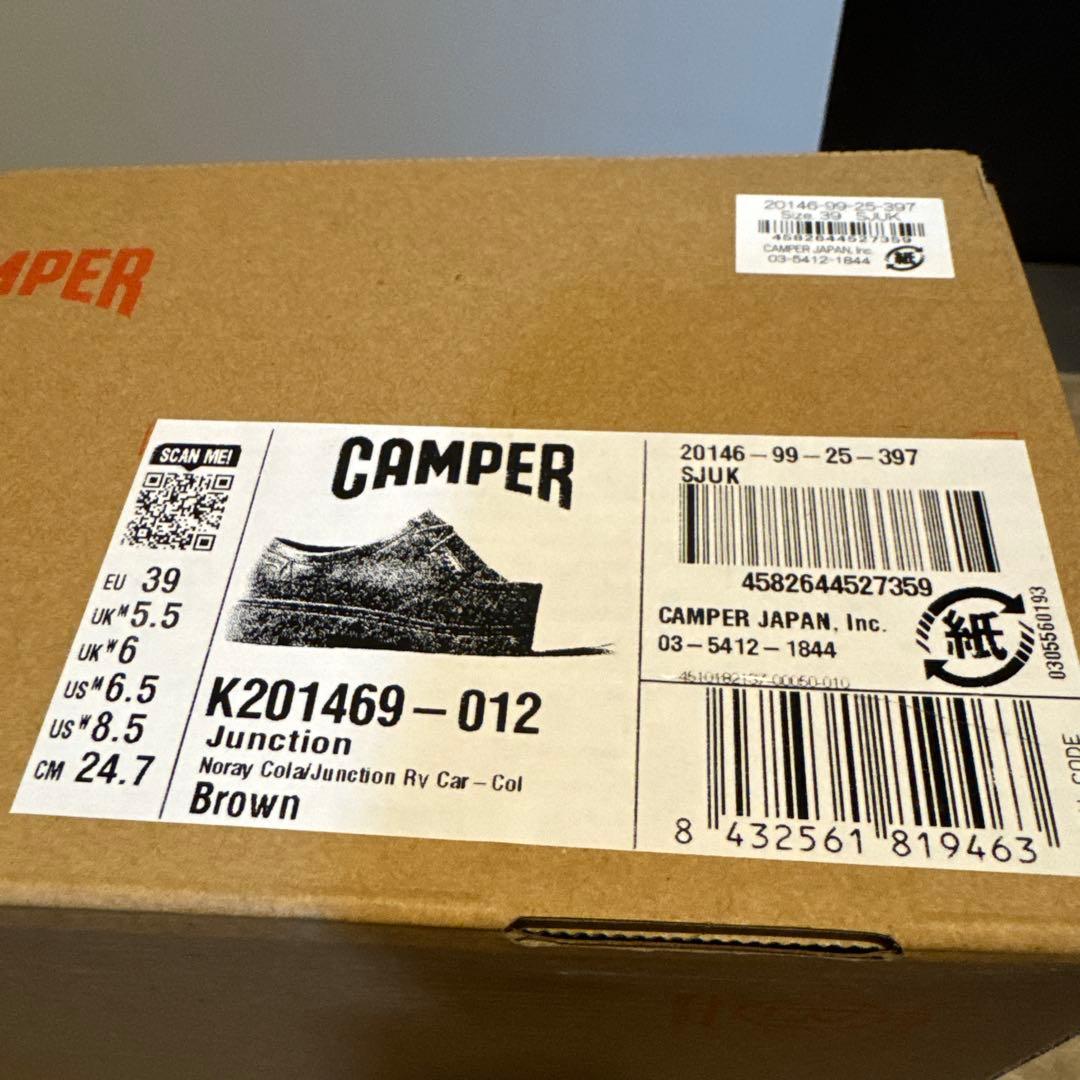 20146-99-25-397
Size. 39 SJUK
4582644527359
CAMPER JAPAN, Inc.
03-5412-1844
紙
MPER
SCAN ME!
EU 39
UK M 5.5
UK W 6
US M 6.5
US W 8.5
CM 24.7
CAMPER
K201469-012
Junction
Noray Cola/Junction Rv Car-Col
Brown
20146-99-25-397
SJUK
4582644527359
CAMPER JAPAN, Inc.
03-5412-1844
紙
0305560193
8 432561 819463
CODE